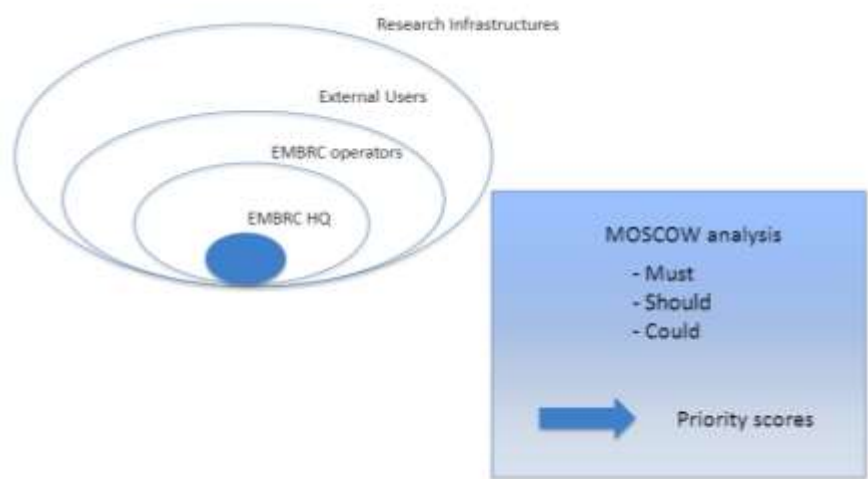 Research Infrastructures
External Users
EMBRC operators
EMBRC HQ
MOSCOW analysis
- Must
- Should
- Could
Priority scores